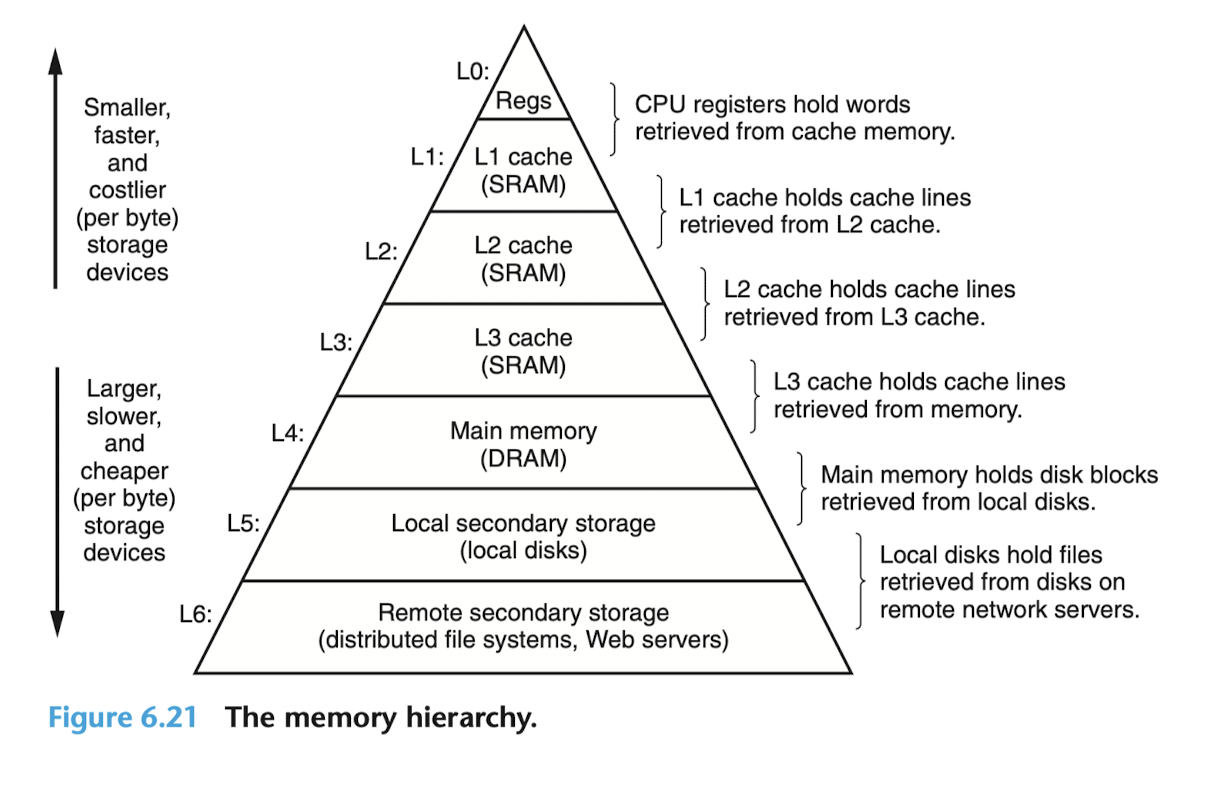 L0:
Regs
CPU registers hold words
retrieved from cache memory.
Smaller,
faster,
and
costlier
(per byte)
storage
devices
L1:
L1 cache
(SRAM)
L1 cache holds cache lines
retrieved from L2 cache.
L2:
L2 cache
(SRAM)
L2 cache holds cache lines
retrieved from L3 cache.
L3:
L3 cache
(SRAM)
L3 cache holds cache lines
retrieved from memory.
Larger,
slower,
and
cheaper
(per byte)
storage
devices
L4:
Main memory
(DRAM)
Main memory holds disk blocks
retrieved from local disks.
L5:
Local secondary storage
(local disks)
Local disks hold files
retrieved from disks on
remote network servers.
L6:
Remote secondary storage
(distributed file systems, Web servers)
Figure 6.21 The memory hierarchy.